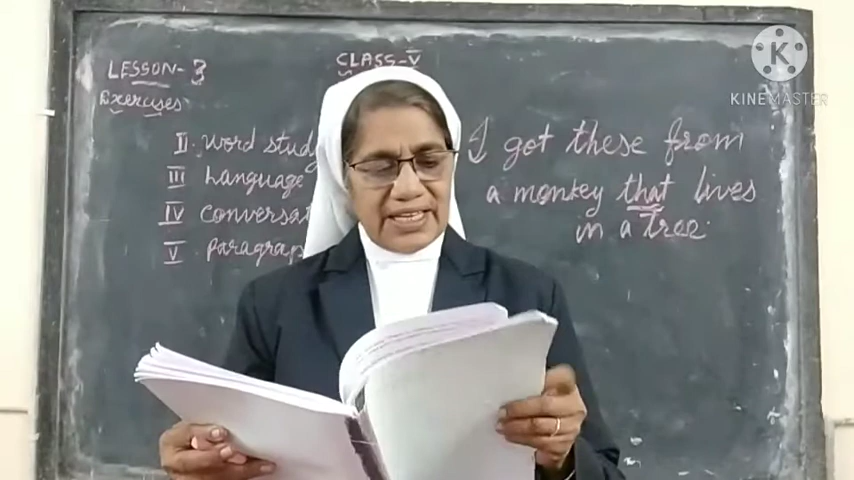 LESSON - 3
CLASS - V
Exercises
II. Word study
III Language
IV conversat
V paragrap
I got these from
a monkey that lives
in a tree.
KINEMASTER